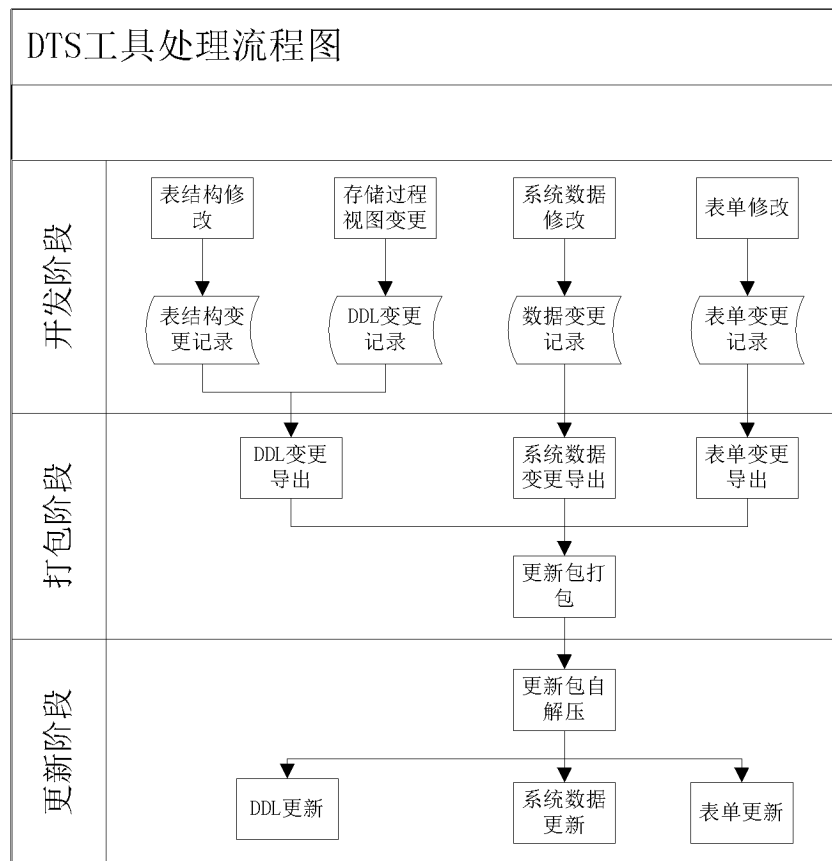 DTS工具处理流程图
开发阶段
表结构修
改
存储过程
视图变更
系统数据
修改
表单修改
表结构变
更记录
DDL变更
记录
数据变更
记录
表单变更
记录
打包阶段
DDL变更
导出
系统数据
变更导出
表单变更
导出
更新包打
包
更新阶段
更新包自
解压
DDL更新
系统数据
更新
表单更新